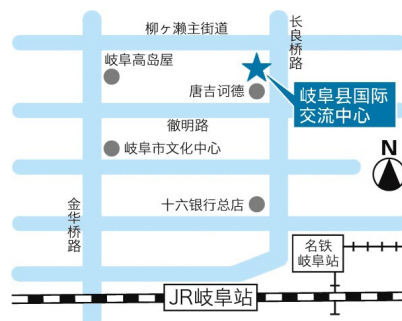 柳ヶ瀬主街道
长良桥路
岐阜高岛屋
唐吉诃德
岐阜县国际
交流中心
徹明路
岐阜市文化中心
N
金华桥路
十六银行总店
名铁
岐阜站
JR岐阜站